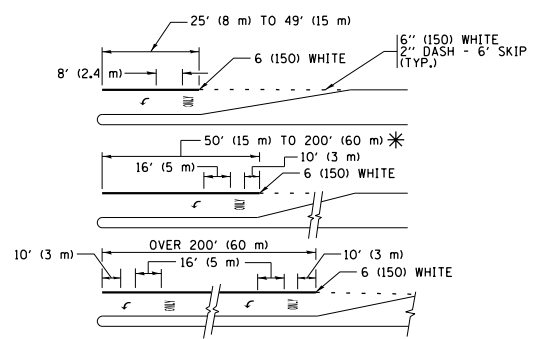 25' (8 m) TO 49' (15 m)
6'' (150) WHITE
2'' DASH - 6' SKIP
(TYP.)
6 (150) WHITE
8' (2.4 m)
ONLY
50' (15 m) TO 200' (60 m) ✳
16' (5 m)
10' (3 m)
6 (150) WHITE
ONLY
OVER 200' (60 m)
10' (3 m)
16' (5 m)
10' (3 m)
6 (150) WHITE
ONLY
ONLY